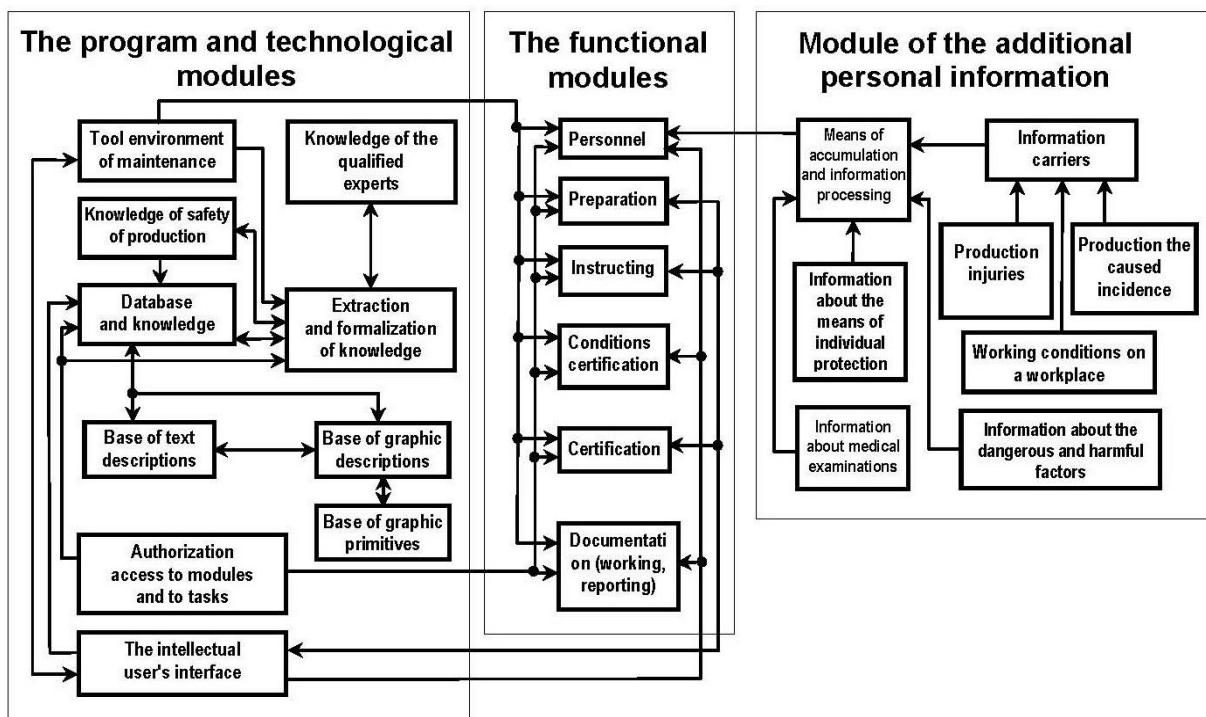 The program and technological
modules
Tool environment
of maintenance
Knowledge of the
qualified
experts
Knowledge of safety
of production
Database
and knowledge
Extraction
and formalization
of knowledge
Base of text
descriptions
Base of graphic
descriptions
Base of graphic
primitives
Authorization
access to modules
and to tasks
The intellectual
user's interface
The functional
modules
Personnel
Preparation
Instructing
Conditions
certification
Certification
Documentati
on (working,
reporting)
Module of the additional
personal information
Means of
accumulation
and information
processing
Information
carriers
Production
injuries
Production the
caused
incidence
Information
about the
means of
individual
protection
Working conditions on
a workplace
Information
about medical
examinations
Information about the
dangerous and harmful
factors